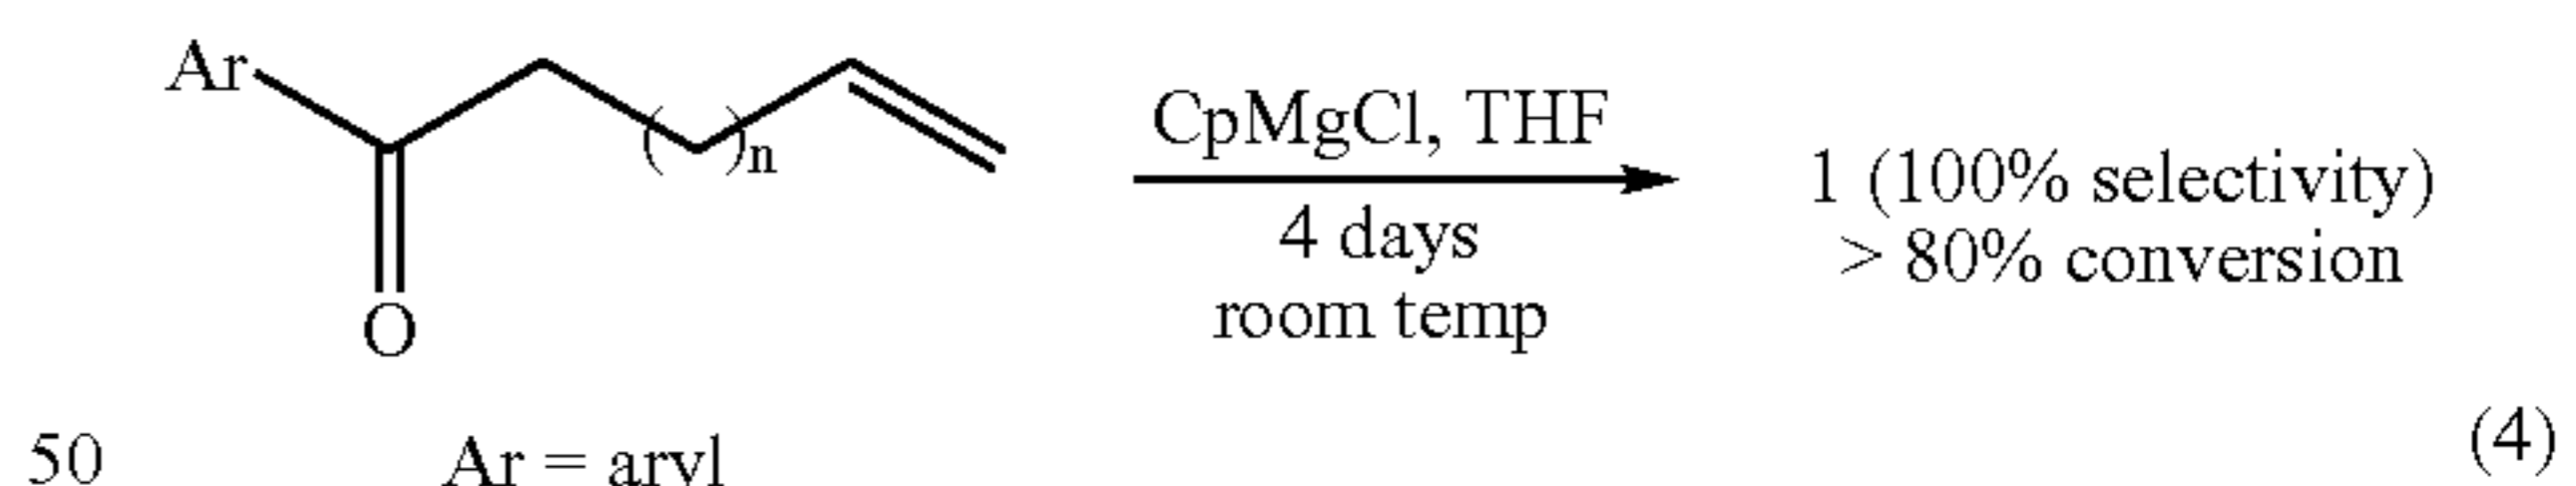 Ar
O
( )n
CpMgCl, THF
4 days
room temp
1 (100% selectivity)
> 80% conversion
50
Ar = aryl
(4)